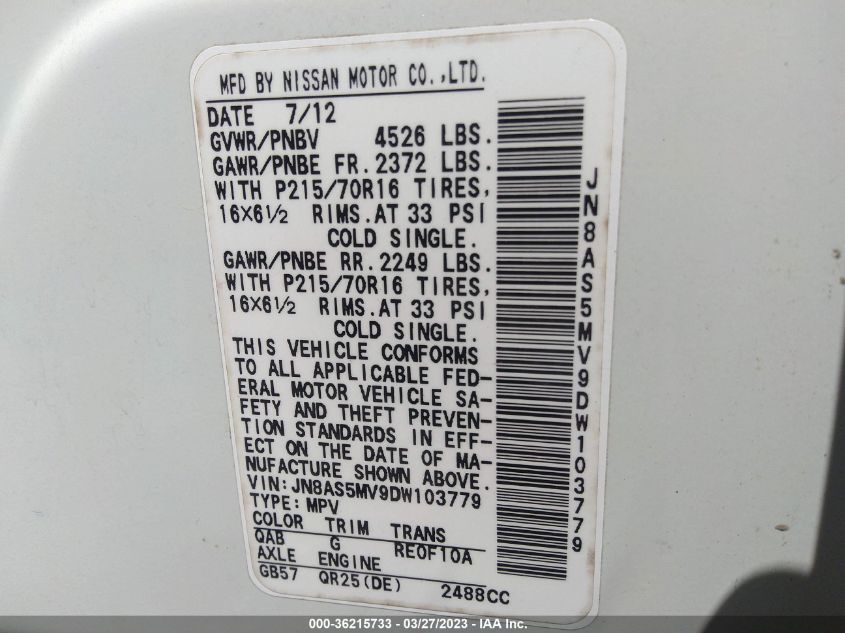 MFD BY NISSAN MOTOR CO.,LTD.
DATE 7/12
GVWR/PNBV 4526 LBS.
GAWR/PNBE FR.2372 LBS.
WITH P215/70R16 TIRES,
16X6½ RIMS.AT 33 PSI
COLD SINGLE.
GAWR/PNBE RR.2249 LBS.
WITH P215/70R16 TIRES,
16X6½ RIMS.AT 33 PSI
COLD SINGLE.
THIS VEHICLE CONFORMS
TO ALL APPLICABLE FED-
ERAL MOTOR VEHICLE SA-
FETY AND THEFT PREVEN-
TION STANDARDS IN EFF-
ECT ON THE DATE OF MA-
NUFACTURE SHOWN ABOVE.
VIN:JN8AS5MV9DW103779
TYPE:MPV
COLOR TRIM TRANS
QAB G RE0F10A
AXLE ENGINE
GB57 QR25(DE) 2488CC
JN8AS5MV9DW103779
000-36215733 - 03/27/2023 - IAA Inc.